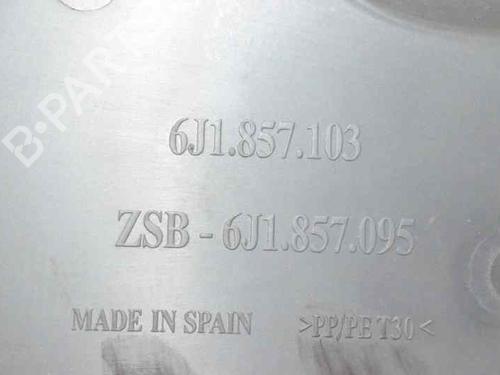 B-PARTS
6J1.857.103
ZSB - 6J1.857.095
MADE IN SPAIN >PP/PE T30<